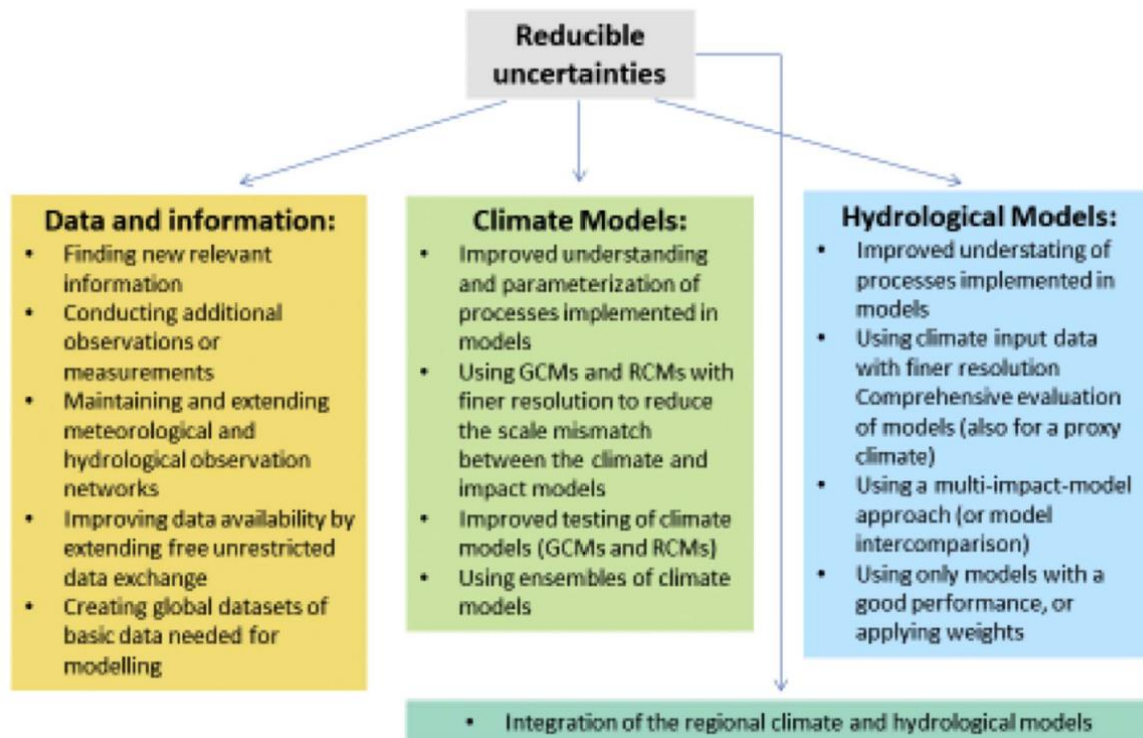 Reducible
uncertainties
Data and information:
• Finding new relevant
information
• Conducting additional
observations or
measurements
• Maintaining and extending
meteorological and
hydrological observation
networks
• Improving data availability by
extending free unrestricted
data exchange
• Creating global datasets of
basic data needed for
modelling
Climate Models:
• Improved understanding
and parameterization of
processes implemented in
models
• Using GCMs and RCMs with
finer resolution to reduce
the scale mismatch
between the climate and
impact models
• Improved testing of climate
models (GCMs and RCMs)
• Using ensembles of climate
models
Hydrological Models:
• Improved understating of
processes implemented in
models
• Using climate input data
with finer resolution
Comprehensive evaluation
of models (also for a proxy
climate)
• Using a multi-impact-model
approach (or model
intercomparison)
• Using only models with a
good performance, or
applying weights
• Integration of the regional climate and hydrological models